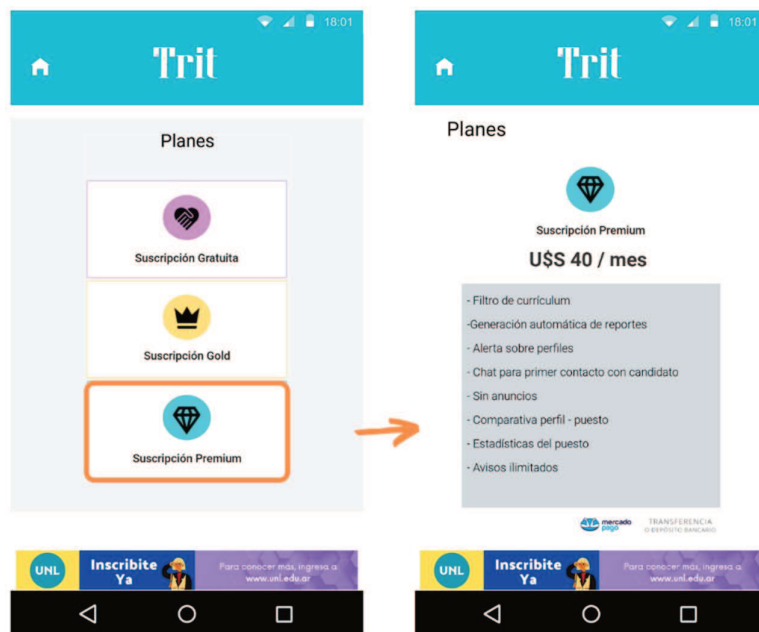 18:01
Trit
Planes
Suscripción Gratuita
Suscripción Gold
Suscripción Premium
UNL
Inscribite
Ya
Para conocer más, ingresa a:
www.unl.edu.ar
18:01
Trit
Planes
Suscripción Premium
U$S 40 / mes
- Filtro de currículum
-Generación automática de reportes
- Alerta sobre perfiles
- Chat para primer contacto con candidato
- Sin anuncios
- Comparativa perfil - puesto
- Estadísticas del puesto
- Avisos ilimitados
mercado
pago
TRANSFERENCIA
O DEPÓSITO BANCARIO
UNL
Inscribite
Ya
Para conocer más, ingresa a:
www.unl.edu.ar